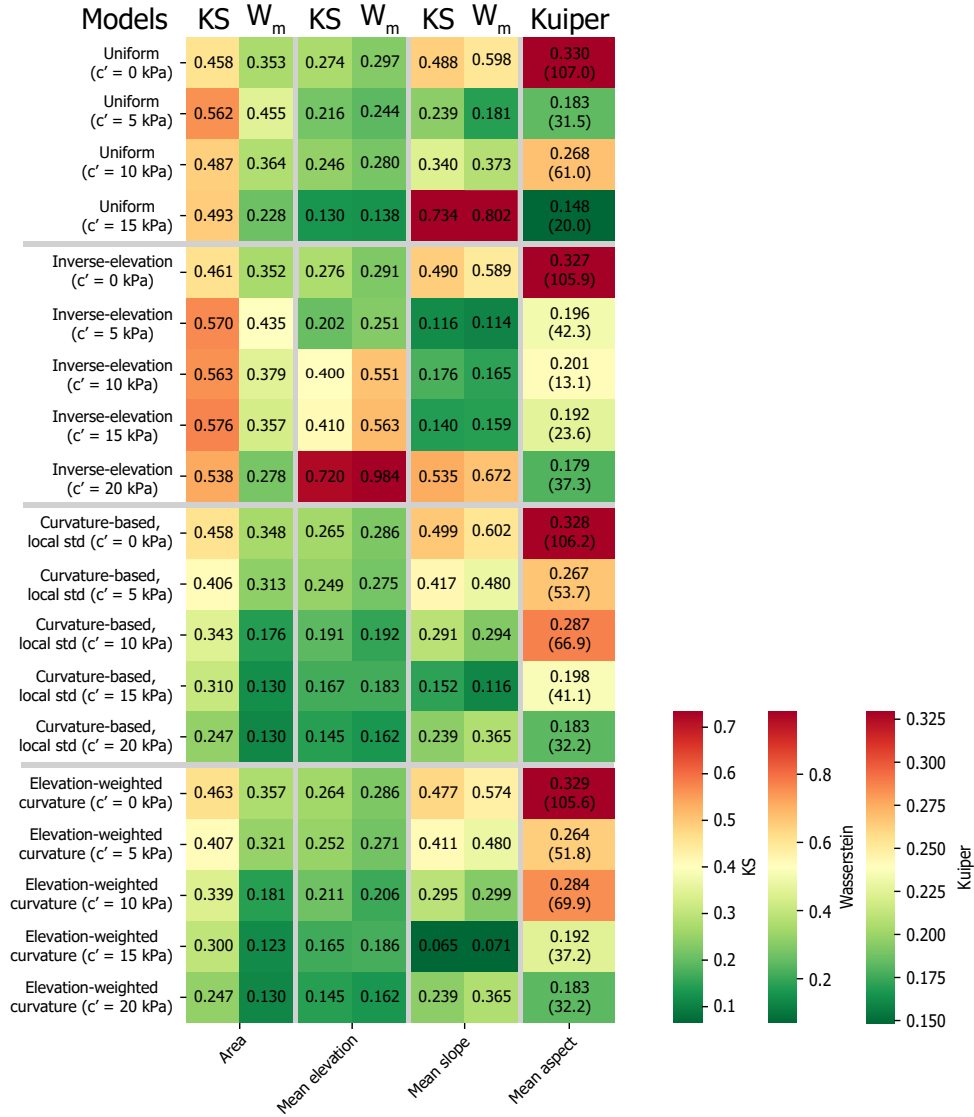 Models KS Wm KS Wm KS Wm Kuiper
Uniform
(c' = 0 kPa)
0.458 0.353 0.274 0.297 0.488 0.598 0.330
(107.0)
Uniform
(c' = 5 kPa)
0.562 0.455 0.216 0.244 0.239 0.181 0.183
(31.5)
Uniform
(c' = 10 kPa)
0.487 0.364 0.246 0.280 0.340 0.373 0.268
(61.0)
Uniform
(c' = 15 kPa)
0.493 0.228 0.130 0.138 0.734 0.802 0.148
(20.0)
Inverse-elevation
(c' = 0 kPa)
0.461 0.352 0.276 0.291 0.490 0.589 0.327
(105.9)
Inverse-elevation
(c' = 5 kPa)
0.570 0.435 0.202 0.251 0.116 0.114 0.196
(42.3)
Inverse-elevation
(c' = 10 kPa)
0.563 0.379 0.400 0.551 0.176 0.165 0.201
(13.1)
Inverse-elevation
(c' = 15 kPa)
0.576 0.357 0.410 0.563 0.140 0.159 0.192
(23.6)
Inverse-elevation
(c' = 20 kPa)
0.538 0.278 0.720 0.984 0.535 0.672 0.179
(37.3)
Curvature-based,
local std (c' = 0 kPa)
0.458 0.348 0.265 0.286 0.499 0.602 0.328
(106.2)
Curvature-based,
local std (c' = 5 kPa)
0.406 0.313 0.249 0.275 0.417 0.480 0.267
(53.7)
Curvature-based,
local std (c' = 10 kPa)
0.343 0.176 0.191 0.192 0.291 0.294 0.287
(66.9)
Curvature-based,
local std (c' = 15 kPa)
0.310 0.130 0.167 0.183 0.152 0.116 0.198
(41.1)
Curvature-based,
local std (c' = 20 kPa)
0.247 0.130 0.145 0.162 0.239 0.365 0.183
(32.2)
Elevation-weighted
curvature (c' = 0 kPa)
0.463 0.357 0.264 0.286 0.477 0.574 0.329
(105.6)
Elevation-weighted
curvature (c' = 5 kPa)
0.407 0.321 0.252 0.271 0.411 0.480 0.264
(51.8)
Elevation-weighted
curvature (c' = 10 kPa)
0.339 0.181 0.211 0.206 0.295 0.299 0.284
(69.9)
Elevation-weighted
curvature (c' = 15 kPa)
0.300 0.123 0.165 0.186 0.065 0.071 0.192
(37.2)
Elevation-weighted
curvature (c' = 20 kPa)
0.247 0.130 0.145 0.162 0.239 0.365 0.183
(32.2)
Area
Mean elevation
Mean slope
Mean aspect
0.7
0.6
0.5
0.4
0.3
0.2
0.1
KS
0.8
0.6
0.4
0.2
Wasserstein
0.325
0.300
0.275
0.250
0.225
0.200
0.175
0.150
Kuiper